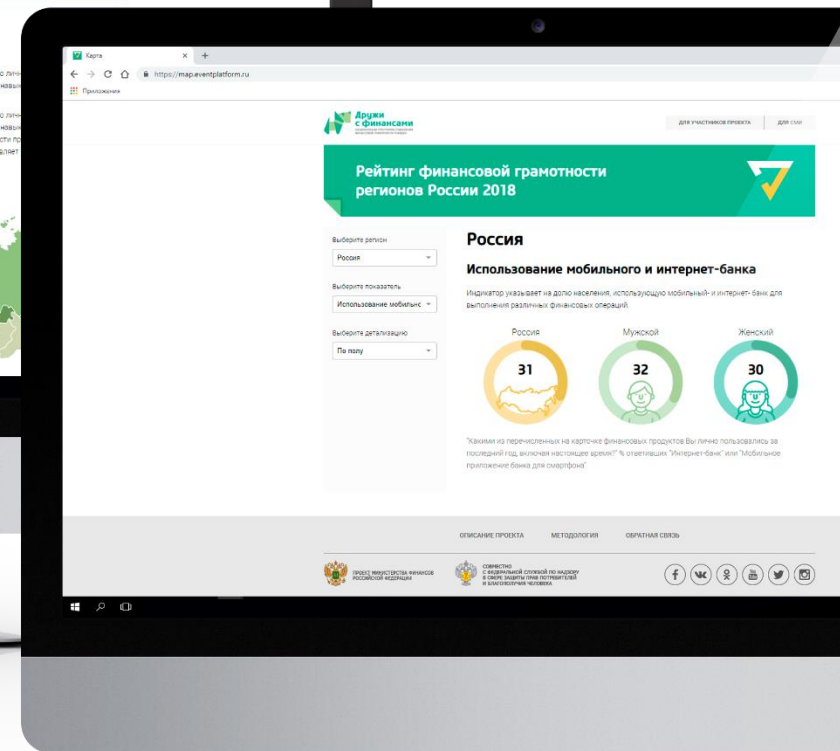 Карта
https://map.eventplatform.ru
Приложения
Дружи
с финансами
ДЛЯ УЧАСТНИКОВ ПРОЕКТА
ДЛЯ СМИ
Рейтинг финансовой грамотности
регионов России 2018
Выберите регион
Россия
Выберите показатель
Использование мобильнс
Выберите детализацию
По полу
Россия
Использование мобильного и интернет-банка
Индикатор указывает на долю населения, использующую мобильный- и интернет- банк для
выполнения различных финансовых операций.
Россия
Мужской
Женский
31
32
30
"Какими из перечисленных на карточке финансовых продуктов Вы лично пользовались за
последний год, включая настоящее время?" % ответивших "Интернет-банк" или "Мобильное
приложение банка для смартфона"
ОПИСАНИЕ ПРОЕКТА
МЕТОДОЛОГИЯ
ОБРАТНАЯ СВЯЗЬ
ПРОЕКТ МИНИСТЕРСТВА ФИНАНСОВ
РОССИЙСКОЙ ФЕДЕРАЦИИ
СОВМЕСТНО
С ФЕДЕРАЛЬНОЙ СЛУЖБОЙ ПО НАДЗОРУ
В СФЕРЕ ЗАЩИТЫ ПРАВ ПОТРЕБИТЕЛЕЙ
И БЛАГОПОЛУЧИЯ ЧЕЛОВЕКА